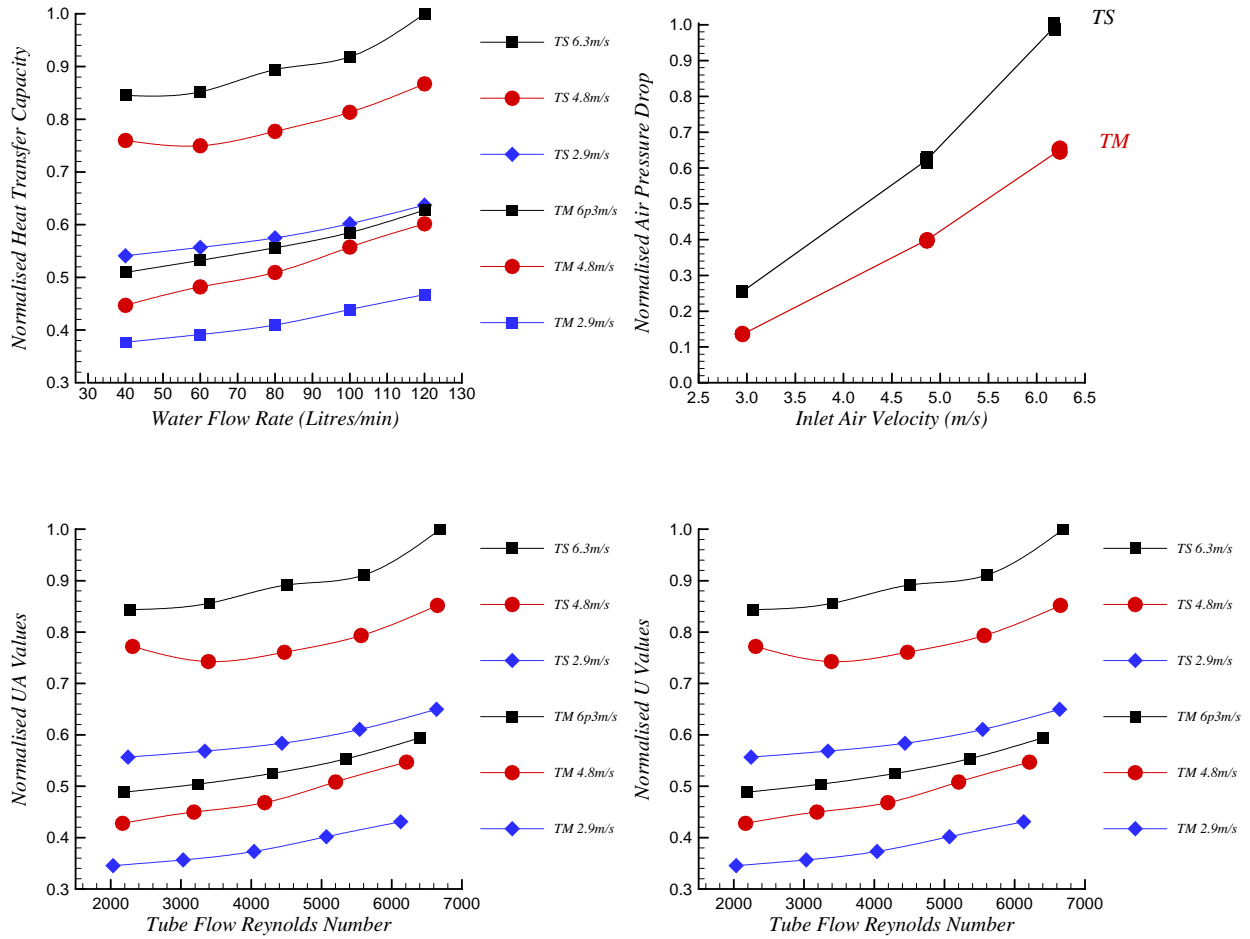 1.0
0.9
0.8
0.7
0.6
0.5
0.4
0.3
Normalised Heat Transfer Capacity
30 40 50 60 70 80 90 100 110 120 130
Water Flow Rate (Litres/min)
TS 6.3m/s
TS 4.8m/s
TS 2.9m/s
TM 6p3m/s
TM 4.8m/s
TM 2.9m/s
1.0
0.9
0.8
0.7
0.6
0.5
0.4
0.3
0.2
0.1
0.0
Normalised Air Pressure Drop
2.5 3.0 3.5 4.0 4.5 5.0 5.5 6.0 6.5
Inlet Air Velocity (m/s)
TS
TM
1.0
0.9
0.8
0.7
0.6
0.5
0.4
0.3
Normalised UA Values
2000 3000 4000 5000 6000 7000
Tube Flow Reynolds Number
TS 6.3m/s
TS 4.8m/s
TS 2.9m/s
TM 6p3m/s
TM 4.8m/s
TM 2.9m/s
1.0
0.9
0.8
0.7
0.6
0.5
0.4
0.3
Normalised U Values
2000 3000 4000 5000 6000 7000
Tube Flow Reynolds Number
TS 6.3m/s
TS 4.8m/s
TS 2.9m/s
TM 6p3m/s
TM 4.8m/s
TM 2.9m/s